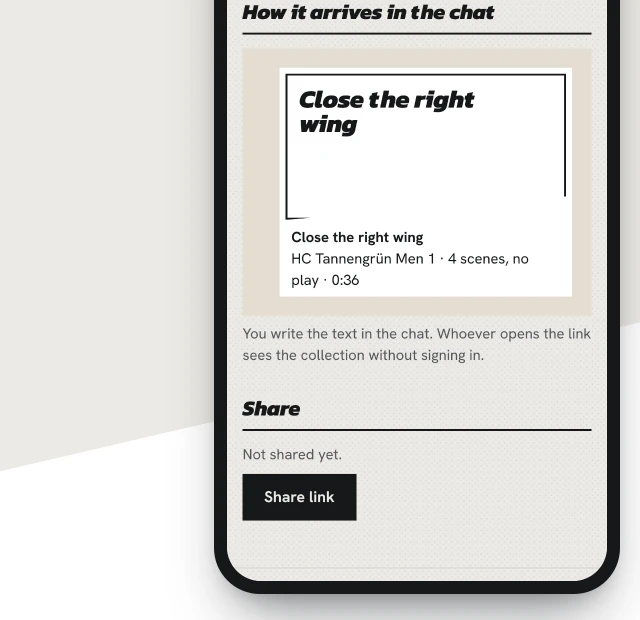 How it arrives in the chat
Close the right
wing
Close the right wing
HC Tannengrün Men 1 · 4 scenes, no
play · 0:36
You write the text in the chat. Whoever opens the link
sees the collection without signing in.
Share
Not shared yet.
Share link